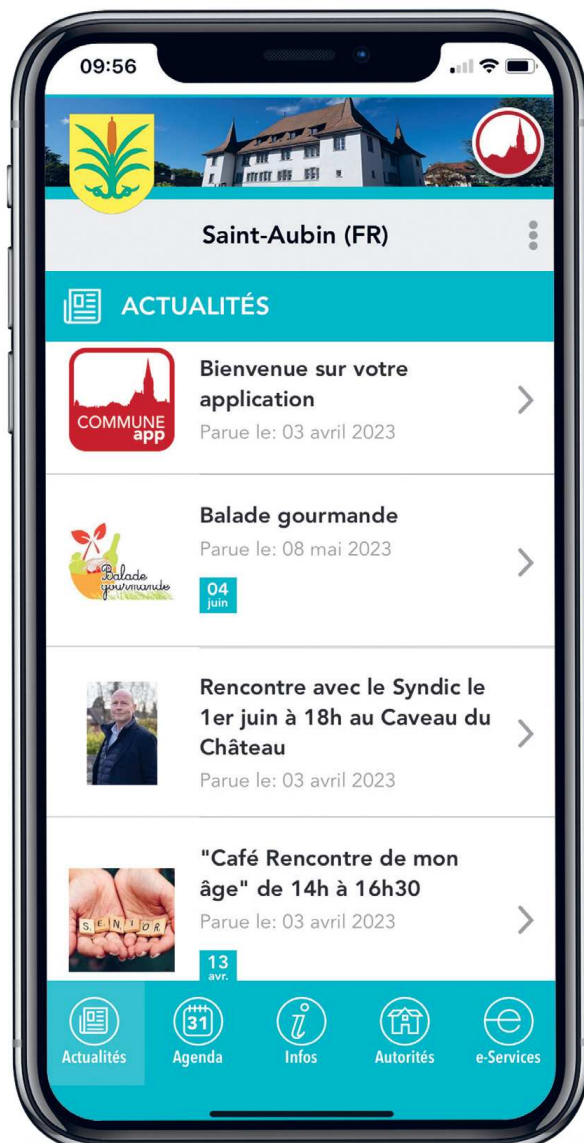 09:56
Saint-Aubin (FR)
ACTUALITÉS
COMMUNE
app
Bienvenue sur votre
application
Parue le: 03 avril 2023
Balade
gourmande
Balade gourmande
Parue le: 08 mai 2023
04
juin
Rencontre avec le Syndic le
1er juin à 18h au Caveau du
Château
Parue le: 03 avril 2023
SENIOR
"Café Rencontre de mon
âge" de 14h à 16h30
Parue le: 03 avril 2023
13
avr.
31
Actualités
Agenda
Infos
Autorités
e-Services